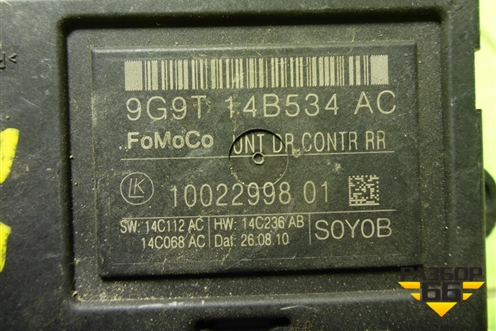 9G9T 14B534 AC
FoMoCo UNT DR CONTR RR
LK 10022998 01
SW: 14C112 AC HW: 14C236 AB
14C068 AC Dat: 26.08.10 S0Y0B
РАЗБОР
66